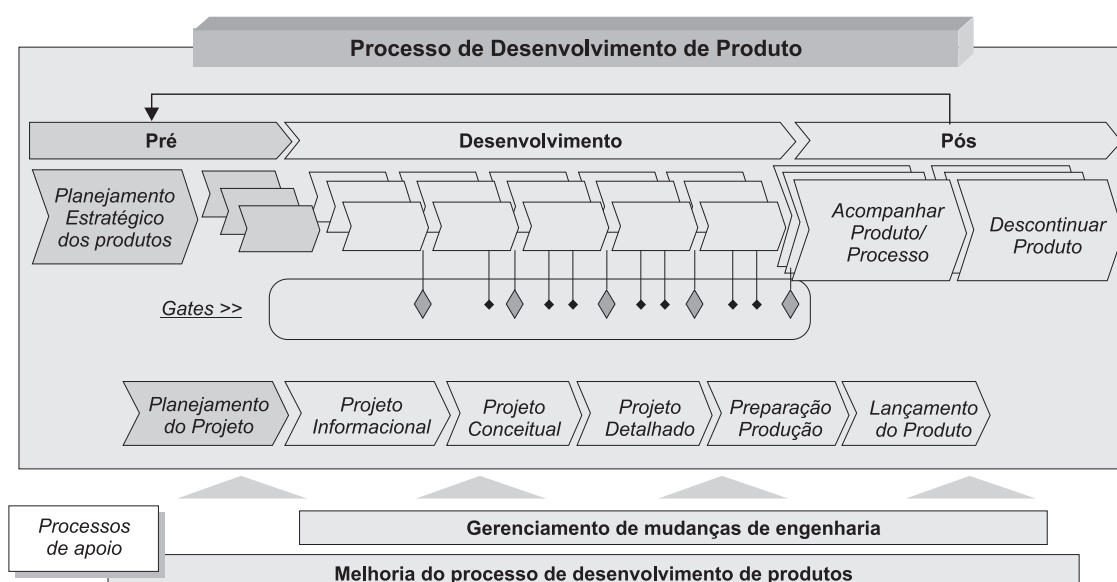 Processo de Desenvolvimento de Produto
Pré
Desenvolvimento
Pós
Planejamento
Estratégico
dos produtos
Acompanhar
Produto/
Processo
Descontinuar
Produto
Gates >>
Planejamento
do Projeto
Projeto
Informacional
Projeto
Conceitual
Projeto
Detalhado
Preparação
Produção
Lançamento
do Produto
Processos
de apoio
Gerenciamento de mudanças de engenharia
Melhoria do processo de desenvolvimento de produtos